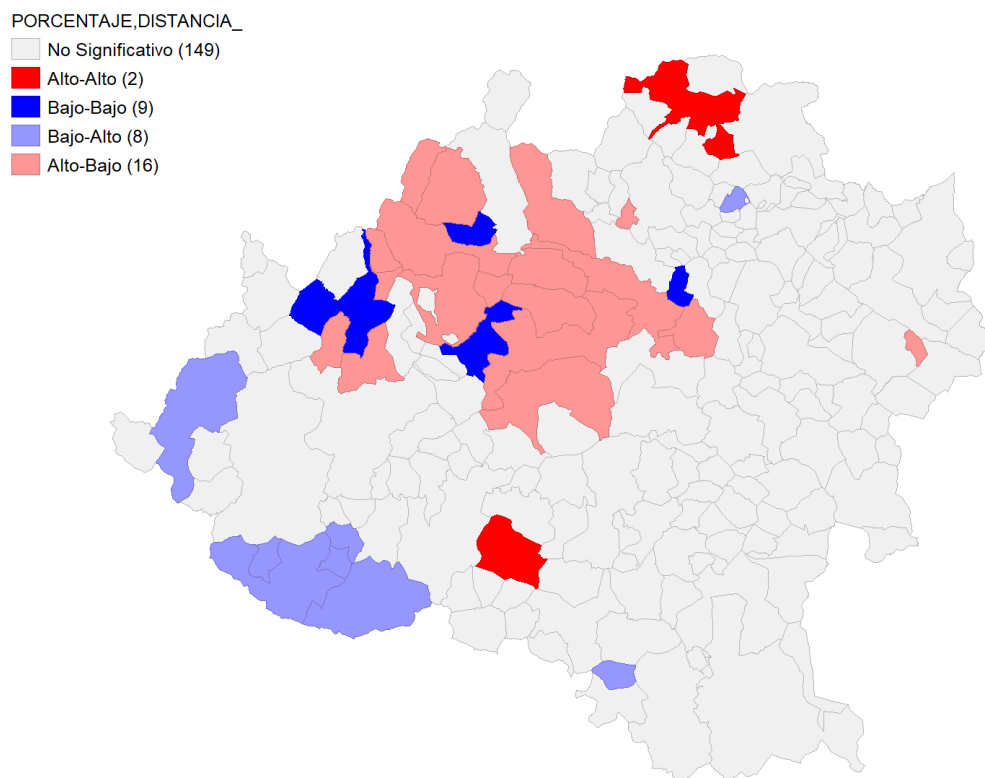 PORCENTAJE,DISTANCIA_
No Significativo (149)
Alto-Alto (2)
Bajo-Bajo (9)
Bajo-Alto (8)
Alto-Bajo (16)